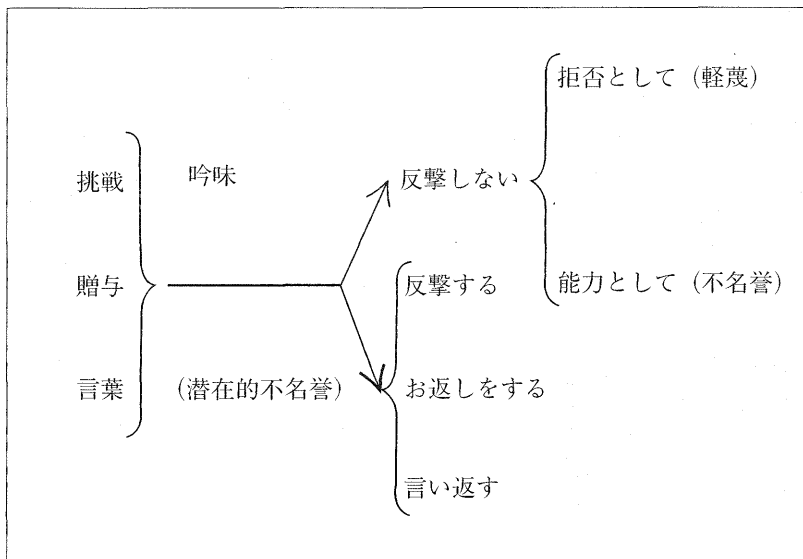 拒否として（軽蔑）
挑戦
吟味
反撃しない
贈与
反撃する
能力として（不名誉）
言葉
（潜在的不名誉）
お返しをする
言い返す